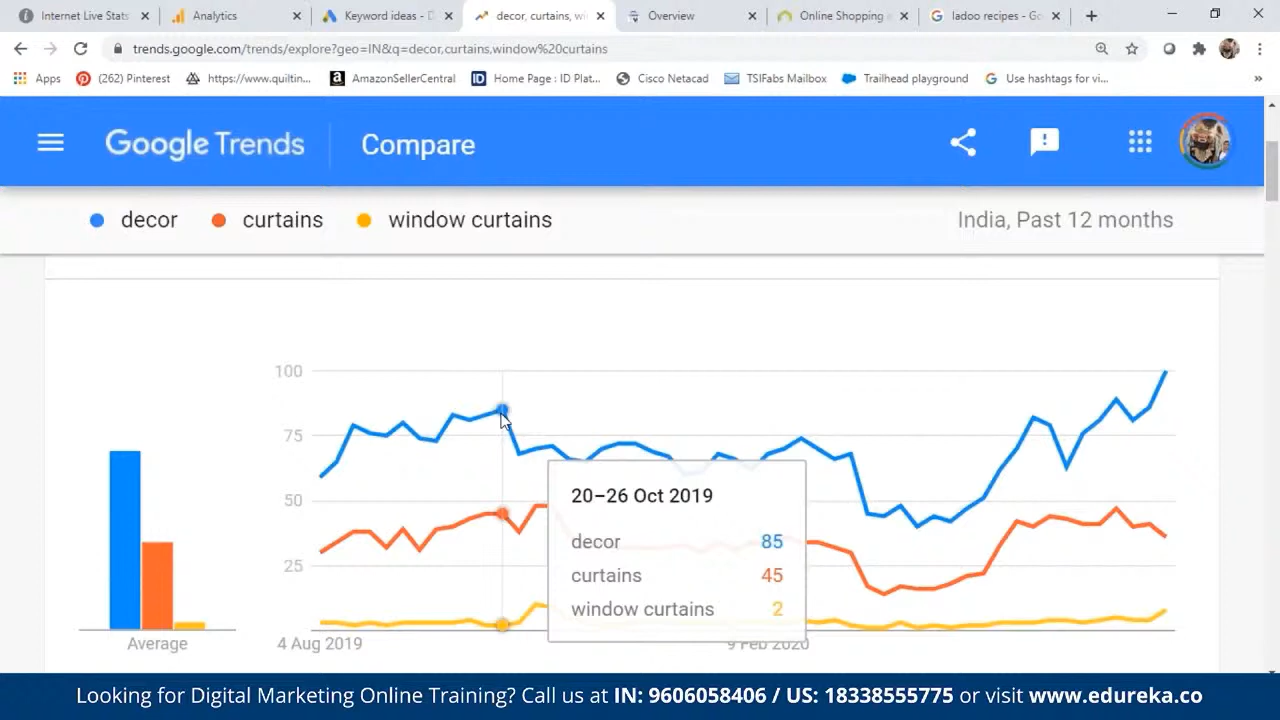 Internet Live Stats
Analytics
Keyword ideas - D
decor, curtains, wi
Overview
Online Shopping
ladoo recipes - Go
trends.google.com/trends/explore?geo=IN&q=decor,curtains,window%20curtains
Apps
(262) Pinterest
https://www.quiltin...
AmazonSellerCentral
Home Page : ID Plat...
Cisco Netacad
TSIFabs Mailbox
Trailhead playground
Use hashtags for vi...
Google Trends
Compare
decor
curtains
window curtains
India, Past 12 months
100
75
50
25
20–26 Oct 2019
decor 85
curtains 45
window curtains 2
Average
4 Aug 2019
9 Feb 2020
Looking for Digital Marketing Online Training? Call us at IN: 9606058406 / US: 18338555775 or visit www.edureka.co